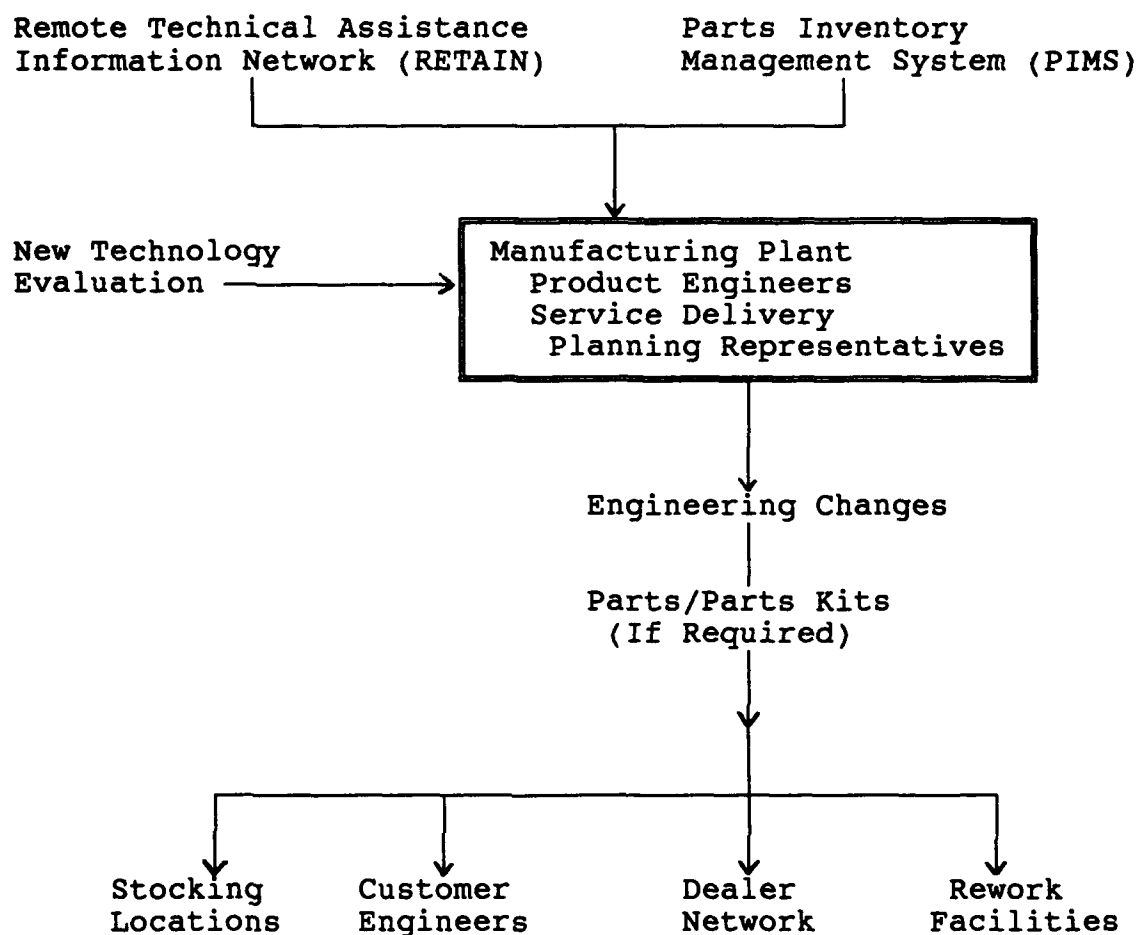 Remote Technical Assistance
Information Network (RETAIN)
Parts Inventory
Management System (PIMS)
New Technology
Evaluation
Manufacturing Plant
Product Engineers
Service Delivery
Planning Representatives
Engineering Changes
Parts/Parts Kits
(If Required)
Stocking
Locations
Customer
Engineers
Dealer
Network
Rework
Facilities